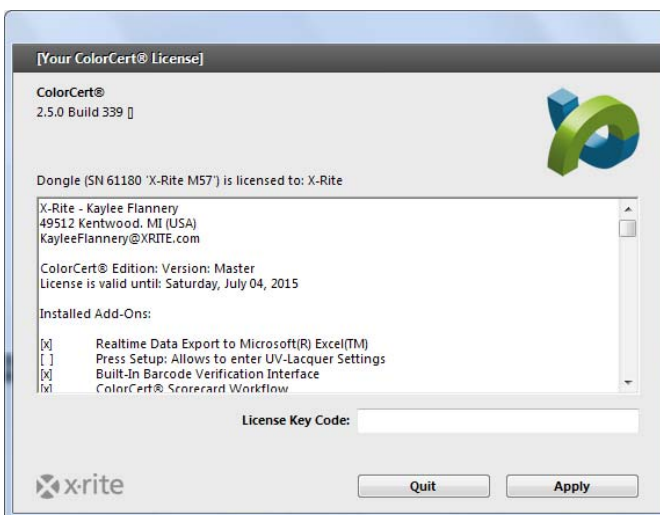 [Your ColorCert® License]
ColorCert®
2.5.0 Build 339 []
Dongle (SN 61180 'X-Rite M57') is licensed to: X-Rite
X-Rite - Kaylee Flannery
49512 Kentwood. MI (USA)
KayleeFlannery@XRITE.com
ColorCert® Edition: Version: Master
License is valid until: Saturday, July 04, 2015
Installed Add-Ons:
[x] Realtime Data Export to Microsoft(R) Excel(TM)
[ ] Press Setup: Allows to enter UV-Lacquer Settings
[x] Built-In Barcode Verification Interface
[x] ColorCert® Scorecard Workflow
License Key Code:
x·rite
Quit Apply